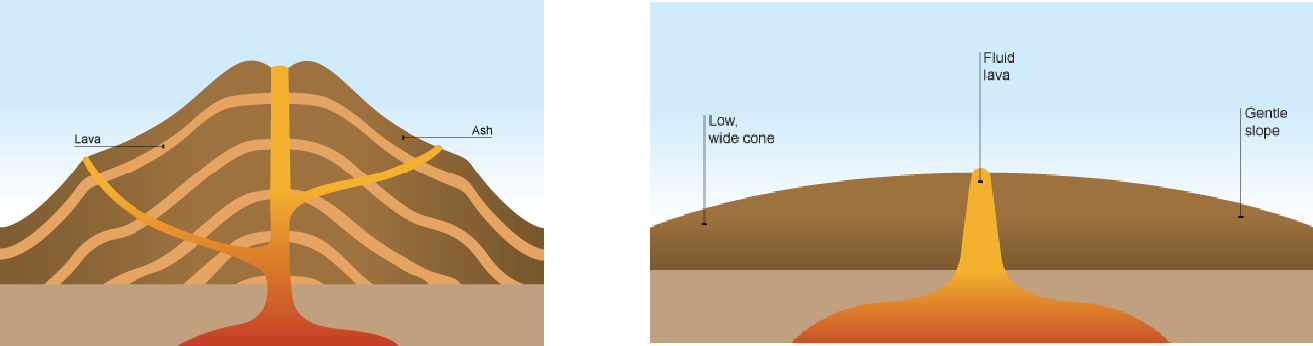 Lava
Ash
Fluid
lava
Low,
wide cone
Gentle
slope